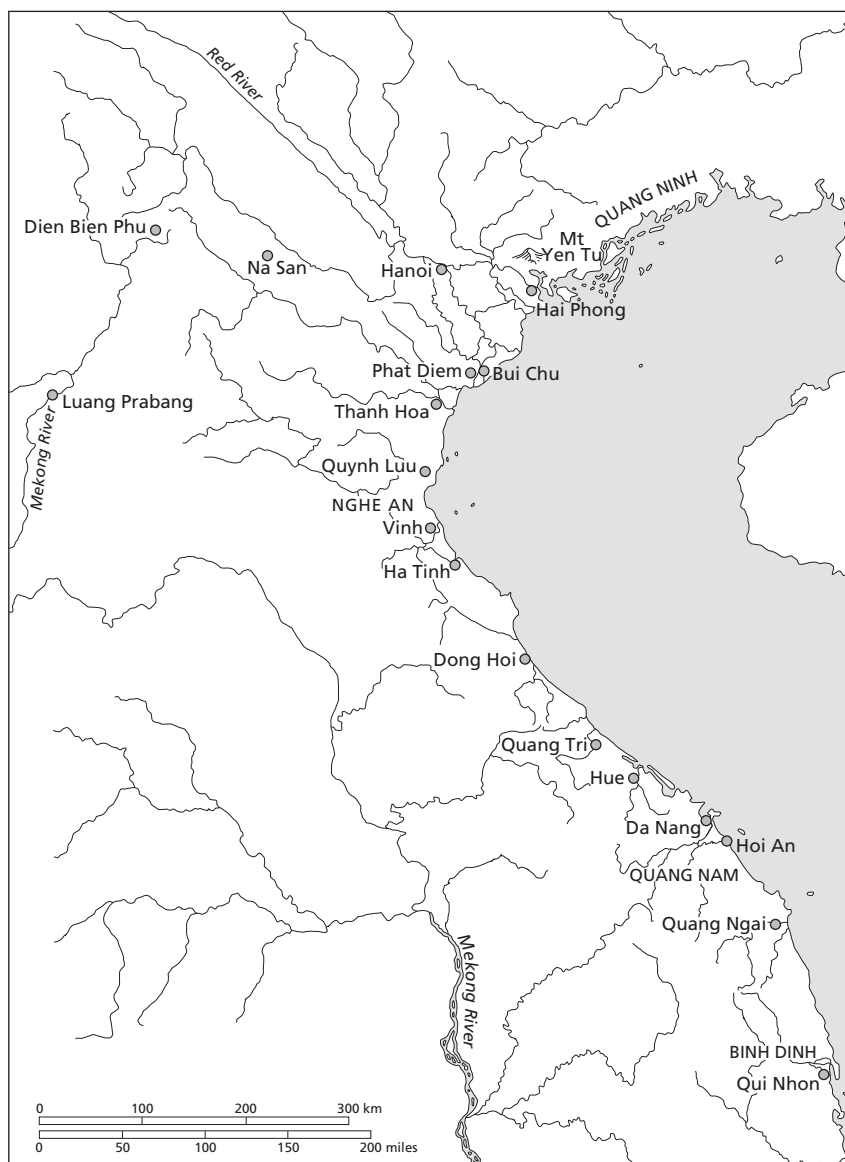 Red River
QUANG NINH
Dien Bien Phu
Mt
Yen Tu
Na San
Hanoi
Hai Phong
Phat Diem
Bui Chu
Luang Prabang
Thanh Hoa
Mekong River
Quynh Luu
NGHE AN
Vinh
Ha Tinh
Dong Hoi
Quang Tri
Hue
Da Nang
Hoi An
QUANG NAM
Quang Ngai
Mekong River
BINH DINH
Qui Nhon
0 100 200 300 km
0 50 100 150 200 miles